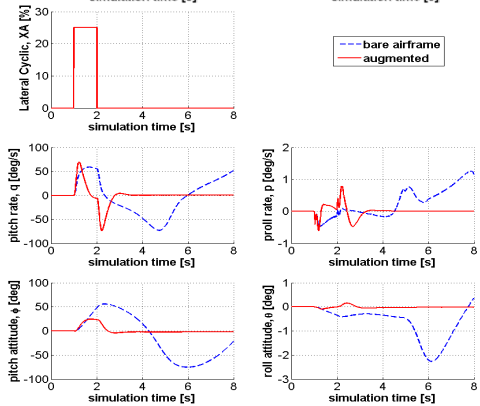 simulation time [s]
simulation time [s]
Lateral Cyclic, XA [%]
30
20
10
0
0 2 4 6 8
simulation time [s]
bare airframe
augmented
pitch rate, q [deg/s]
100
50
0
-50
-100
0 2 4 6 8
simulation time [s]
proll rate, p [deg/s]
2
1
0
-1
0 2 4 6 8
simulation time [s]
pitch attitude, ϕ [deg]
100
50
0
-50
-100
0 2 4 6 8
simulation time [s]
roll attitude, θ [deg]
1
0
-1
-2
-3
0 2 4 6 8
simulation time [s]